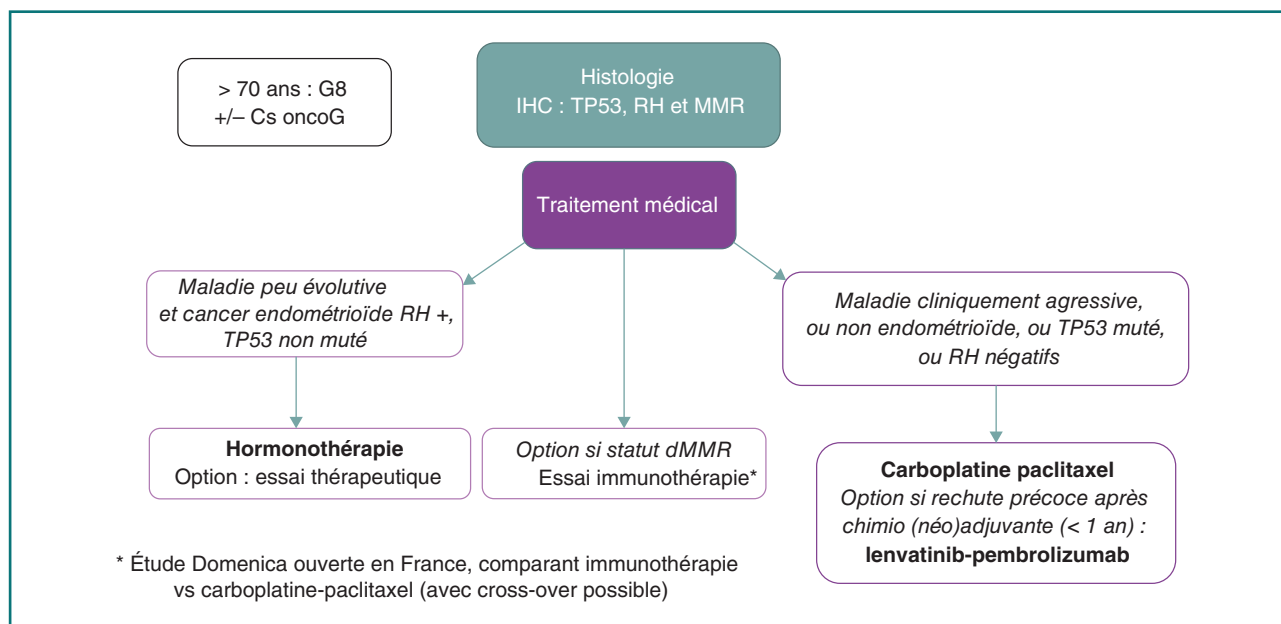 > 70 ans : G8
+/– Cs oncoG
Histologie
IHC : TP53, RH et MMR
Traitement médical
Maladie peu évolutive
et cancer endométrioïde RH +,
TP53 non muté
Maladie cliniquement agressive,
ou non endométrioïde, ou TP53 muté,
ou RH négatifs
Hormonothérapie
Option : essai thérapeutique
Option si statut dMMR
Essai immunothérapie*
Carboplatine paclitaxel
Option si rechute précoce après
chimio (néo)adjuvante (< 1 an) :
lenvatinib-pembrolizumab
* Étude Domenica ouverte en France, comparant immunothérapie
vs carboplatine-paclitaxel (avec cross-over possible)